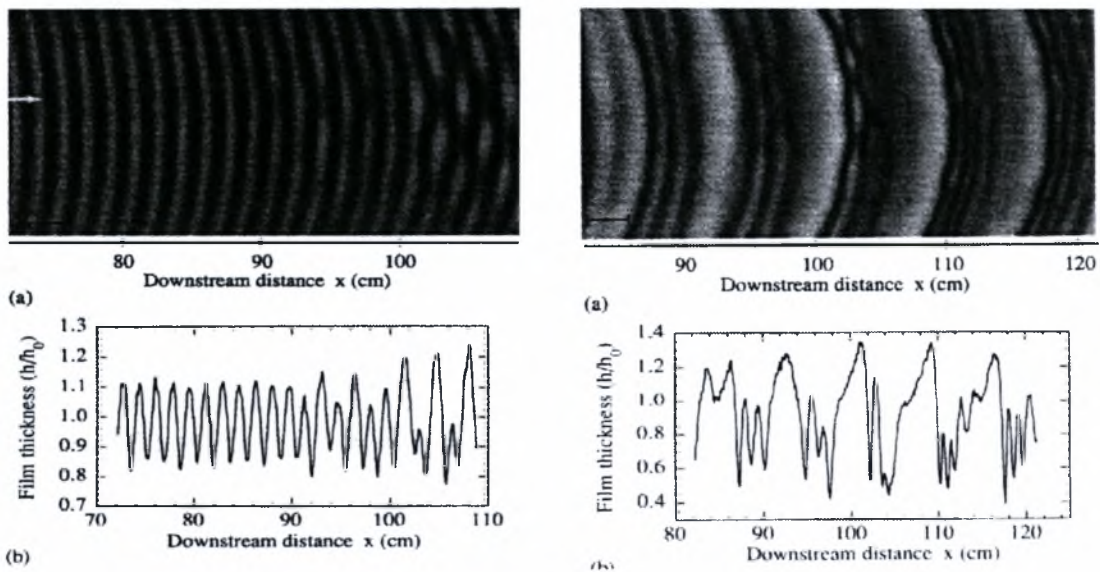 80 90 100
Downstream distance x (cm)
(a)
1.3
1.2
1.1
1.0
0.9
0.8
0.7
Film thickness (h/h₀)
70 80 90 100 110
Downstream distance x (cm)
(b)
90 100 110 120
Downstream distance x (cm)
(a)
1.4
1.2
1.0
0.8
0.6
0.4
Film thickness (h/h₀)
80 90 100 110 120
Downstream distance x (cm)